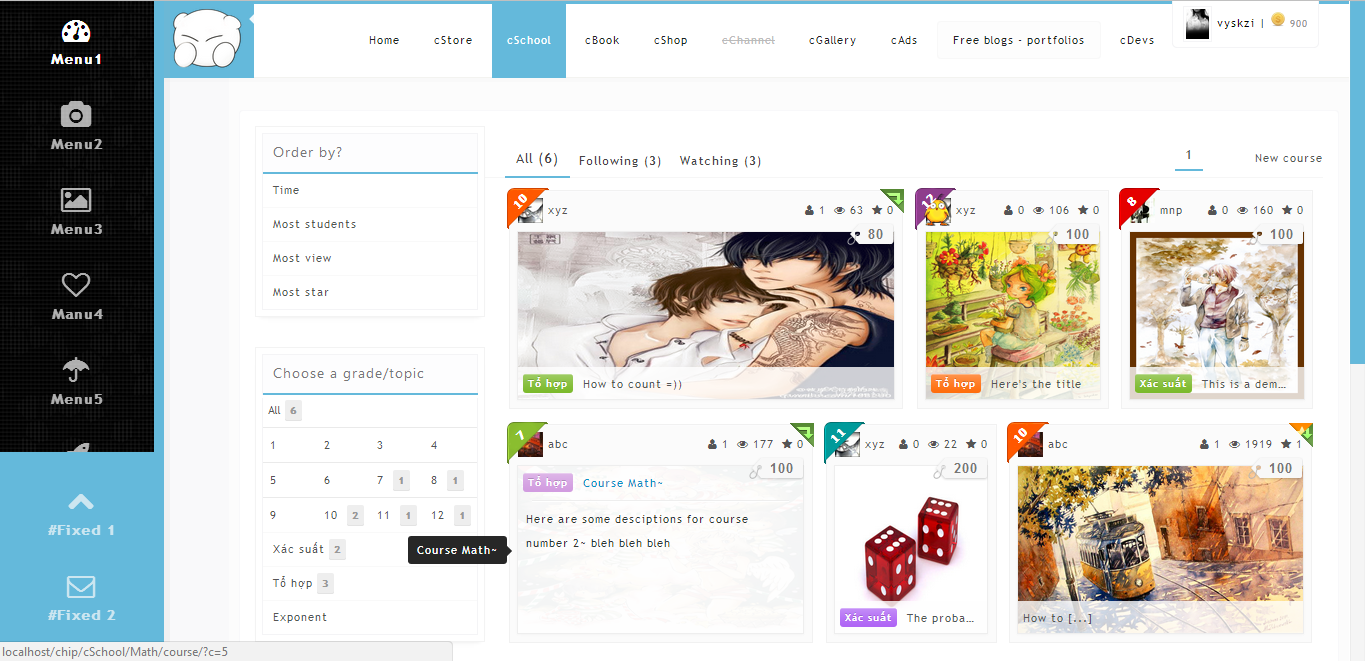 Menu1
Menu2
Menu3
Manu4
Menu5
#Fixed 1
#Fixed 2
Home
cStore
cSchool
cBook
cShop
cChannel
cGallery
cAds
Free blogs - portfolios
cDevs
vyskzi | 900
Order by?
Time
Most students
Most view
Most star
Choose a grade/topic
All 6
1 2 3 4
5 6 7 1 8 1
9 10 2 11 1 12 1
Xác suất 2
Tổ hợp 3
Exponent
All (6) Following (3) Watching (3)
1
New course
10 xyz 1 63 0
80
Tổ hợp How to count =))
12 xyz 0 106 0
100
Tổ hợp Here's the title
8 mnp 0 160 0
100
Xác suất This is a dem...
7 abc 1 177 0
100
Tổ hợp Course Math~
Here are some desciptions for course
number 2~ bleh bleh bleh
Course Math~
11 xyz 0 22 0
200
Xác suất The proba...
10 abc 1 1919 1
100
How to [...]
localhost/chip/cSchool/Math/course/?c=5